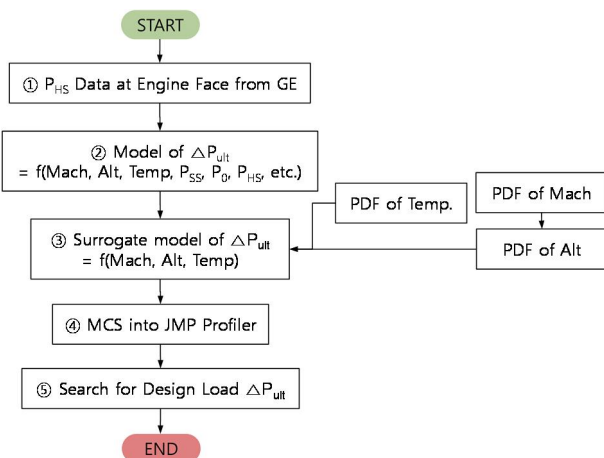 START
① P_HS Data at Engine Face from GE
② Model of △P_ult
= f(Mach, Alt, Temp, P_SS, P_0, P_HS, etc.)
PDF of Temp.
PDF of Mach
③ Surrogate model of △P_ult
= f(Mach, Alt, Temp)
PDF of Alt
④ MCS into JMP Profiler
⑤ Search for Design Load △P_ult
END